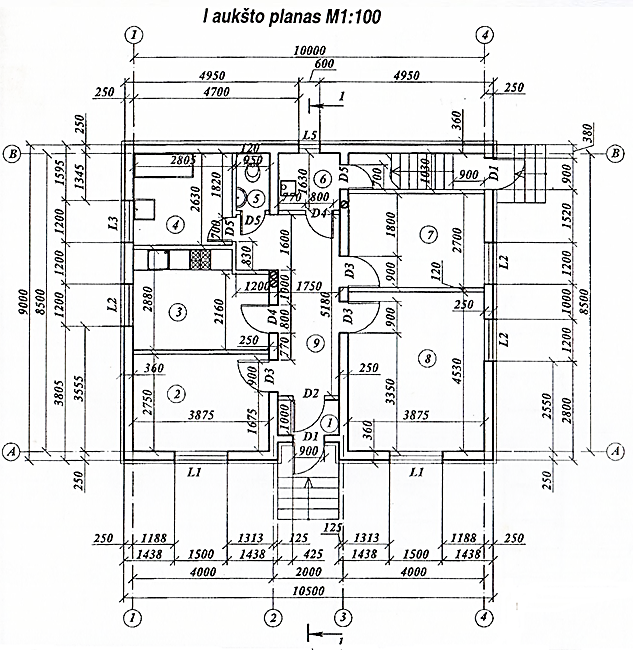 I aukšto planas M1:100
1 4
10000
600
4950 4950
250 4700 250
1
L5
250 360 380
B 120 B
1595 1345 2805 950 1630 700 1030 900 D1 900
2630 1820 5 6 D5
770 800
L3 4 700 D5 D5 D4
1200 1520
830 1600 1800 7 2700
1200 1200
9000 8500 D3 L2 8500
2880 1200 1000 1750 5180 900 120
L2 1200 3 2160 D4 800 D3 900 250 1000
250 770 9 L2 1200
360 250 8
3805 3555 2 900 D3 3350 4530
2750 D2 2550 2800
3875 1675 1000 1 3875
D1 360
A 900 A
250 L1 L1 250
125
250 1188 1313 125 1313 1188 250
1438 1500 1438 425 1438 1500 1438
4000 2000 4000
10500
1 2 3 4
1